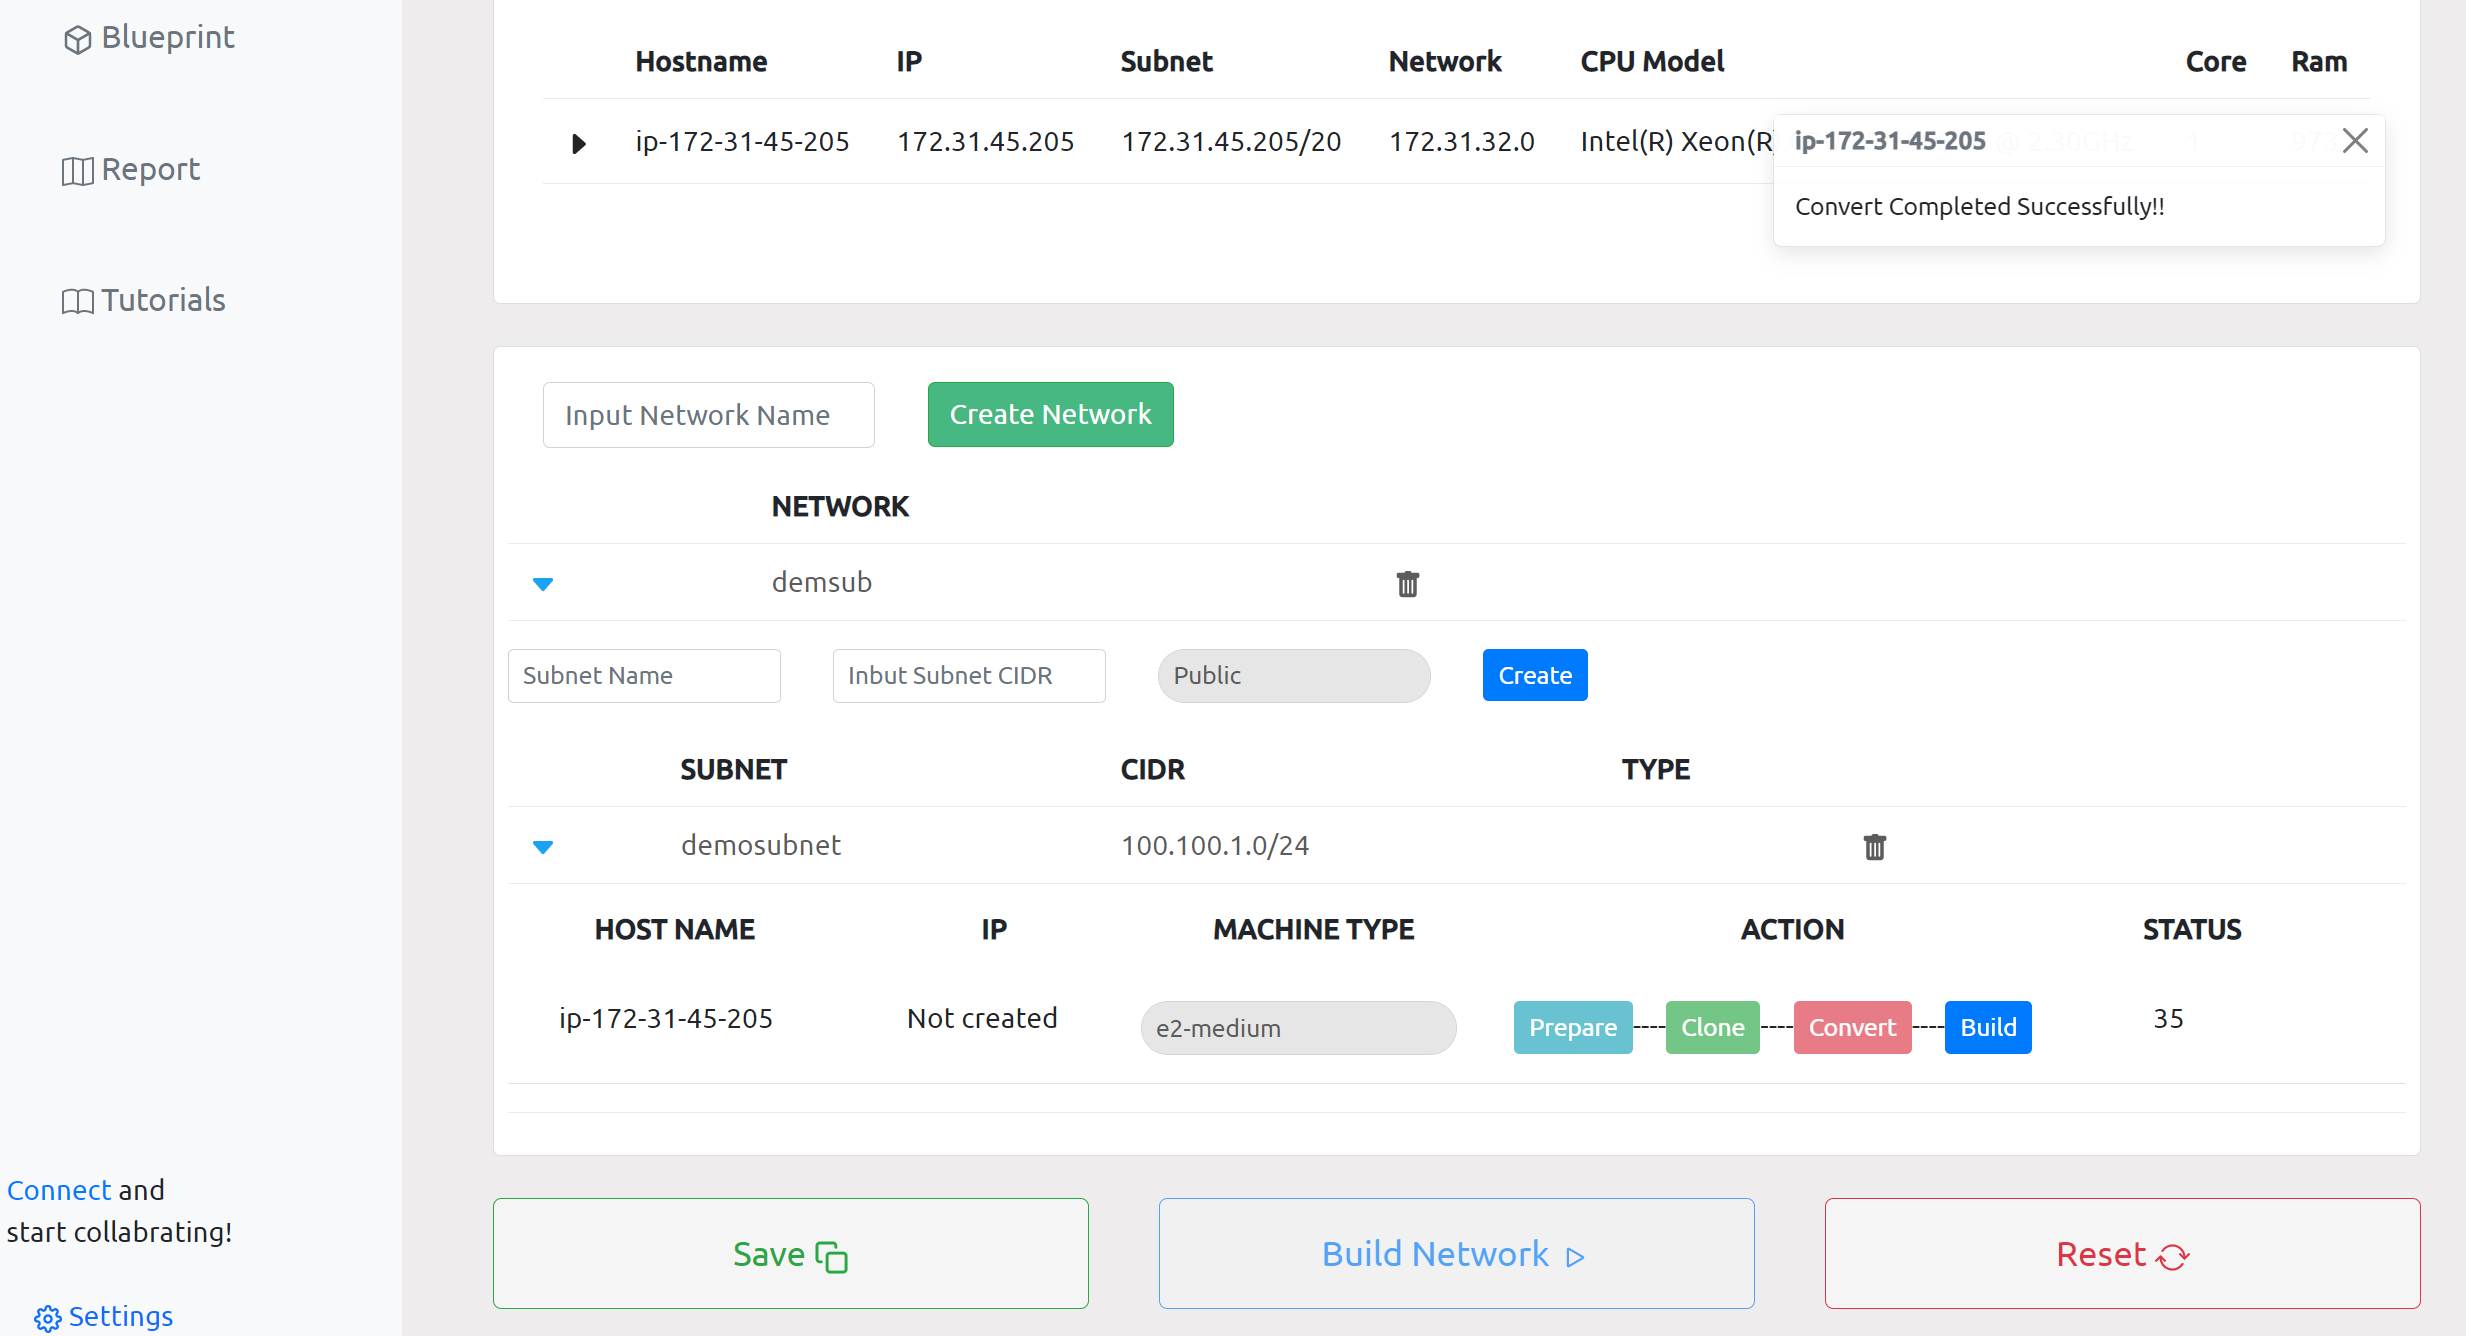 Blueprint
Report
Tutorials
Connect and
start collabrating!
Settings
Hostname IP Subnet Network CPU Model Core Ram
ip-172-31-45-205 172.31.45.205 172.31.45.205/20 172.31.32.0 Intel(R) Xeon(R) @ 2.30GHz 1 973
ip-172-31-45-205
Convert Completed Successfully!!
Input Network Name Create Network
NETWORK
demsub
Subnet Name Inbut Subnet CIDR Public Create
SUBNET CIDR TYPE
demosubnet 100.100.1.0/24
HOST NAME IP MACHINE TYPE ACTION STATUS
ip-172-31-45-205 Not created e2-medium Prepare ---- Clone ---- Convert ---- Build 35
Save Build Network Reset